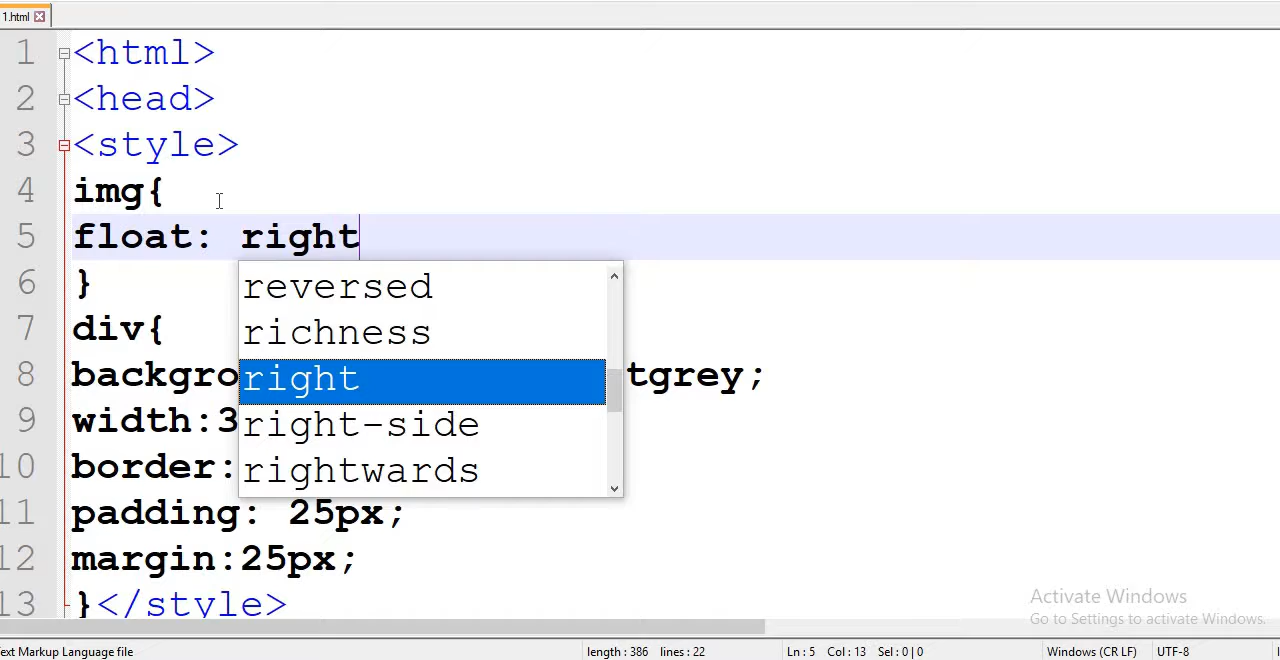 1.html
1 <html>
2 <head>
3 <style>
4 img{
5 float: right
6 }
7 div{
8 backgro tgrey;
9 width:3
10 border:
11 padding: 25px;
12 margin:25px;
13 }</style>
reversed
richness
right
right-side
rightwards
Activate Windows
Go to Settings to activate Windows.
ext Markup Language file length : 386 lines : 22 Ln : 5 Col : 13 Sel : 0 | 0 Windows (CR LF) UTF-8